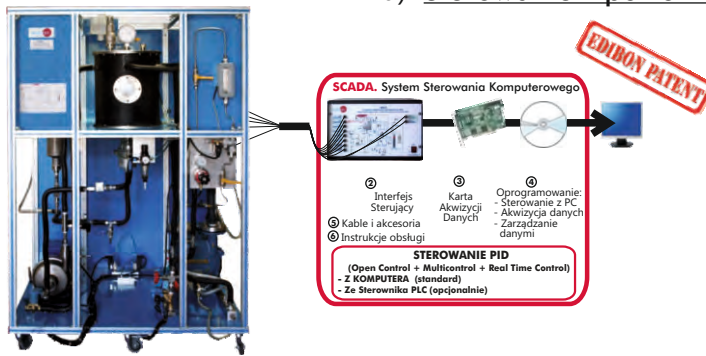 SCADA. System Sterowania Komputerowego
EDIBON PATENT
②
Interfejs
Sterujący
③
Karta
Akwizycji
Danych
④
Oprogramowanie:
- Sterowanie z PC
- Akwizycja danych
- Zarządzanie
danymi
⑤ Kable i akcesoria
⑥ Instrukcje obsługi
STEROWANIE PID
(Open Control + Multicontrol + Real Time Control)
- Z KOMPUTERA (standard)
- Ze Sterownika PLC (opcjonalnie)